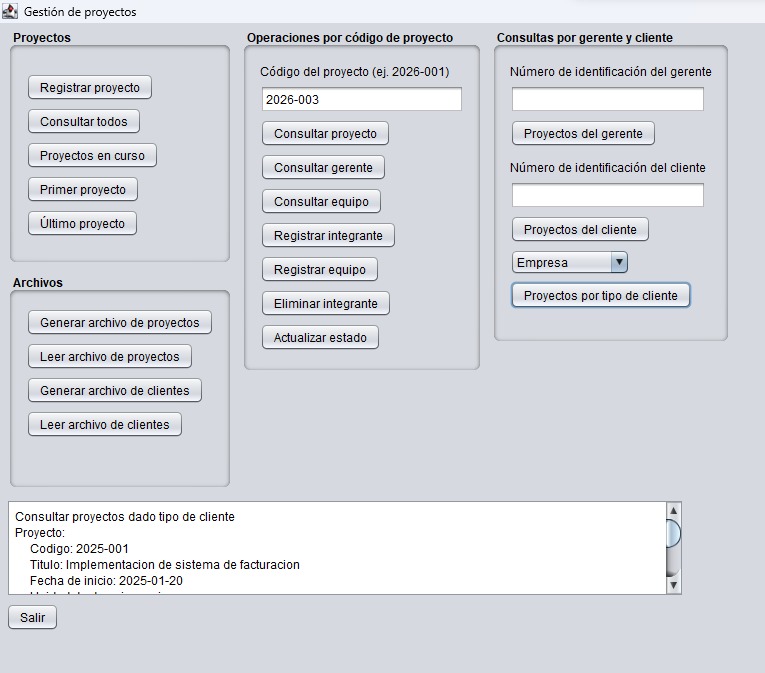 Gestión de proyectos
Proyectos
Registrar proyecto
Consultar todos
Proyectos en curso
Primer proyecto
Último proyecto
Archivos
Generar archivo de proyectos
Leer archivo de proyectos
Generar archivo de clientes
Leer archivo de clientes
Operaciones por código de proyecto
Código del proyecto (ej. 2026-001)
2026-003
Consultar proyecto
Consultar gerente
Consultar equipo
Registrar integrante
Registrar equipo
Eliminar integrante
Actualizar estado
Consultas por gerente y cliente
Número de identificación del gerente
Proyectos del gerente
Número de identificación del cliente
Proyectos del cliente
Empresa
Proyectos por tipo de cliente
Consultar proyectos dado tipo de cliente
Proyecto:
Codigo: 2025-001
Titulo: Implementacion de sistema de facturacion
Fecha de inicio: 2025-01-20
Salir